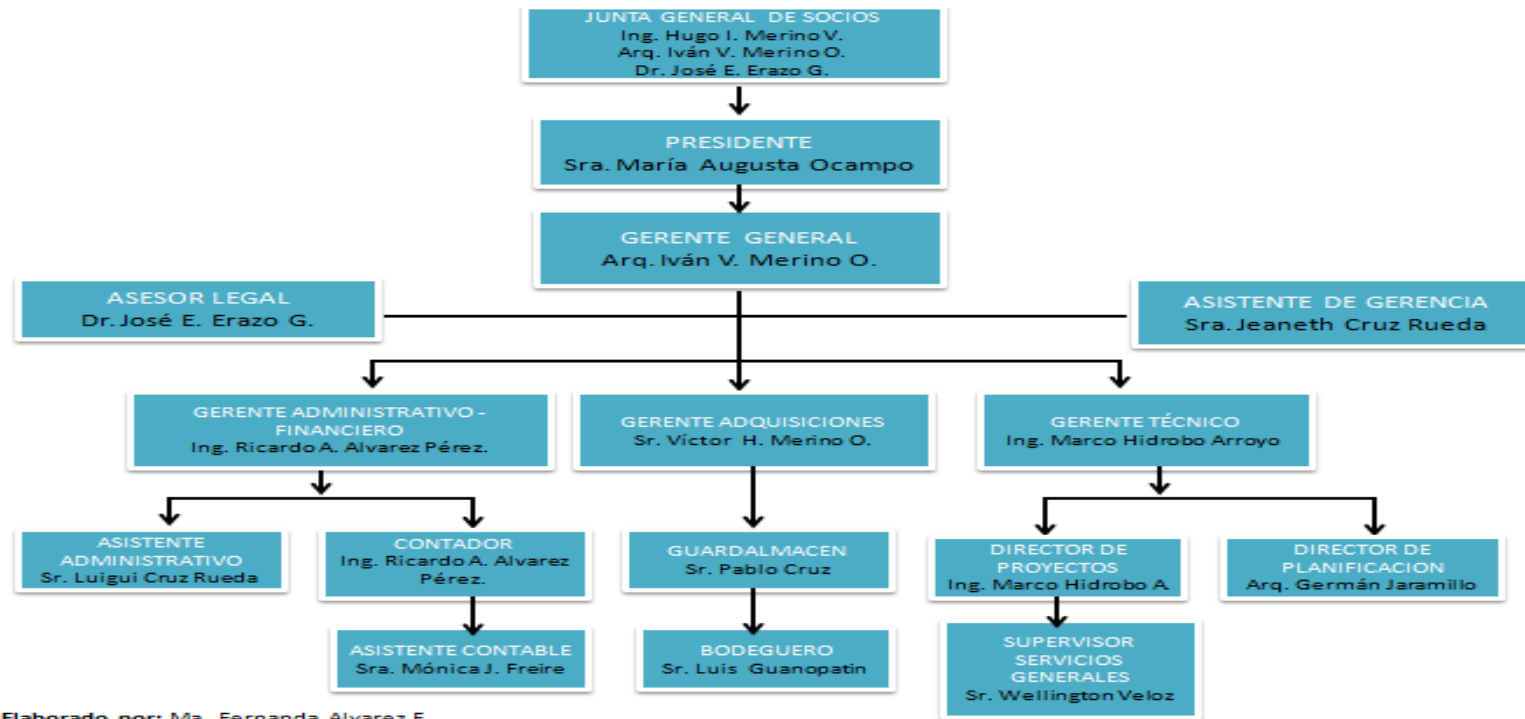 JUNTA GENERAL DE SOCIOS
Ing. Hugo I. Merino V.
Arq. Iván V. Merino O.
Dr. José E. Erazo G.
PRESIDENTE
Sra. María Augusta Ocampo
GERENTE GENERAL
Arq. Iván V. Merino O.
ASESOR LEGAL
Dr. José E. Erazo G.
ASISTENTE DE GERENCIA
Sra. Jeaneth Cruz Rueda
GERENTE ADMINISTRATIVO -
FINANCIERO
Ing. Ricardo A. Alvarez Pérez.
GERENTE ADQUISICIONES
Sr. Víctor H. Merino O.
GERENTE TÉCNICO
Ing. Marco Hidrobo Arroyo
ASISTENTE
ADMINISTRATIVO
Sr. Luigui Cruz Rueda
CONTADOR
Ing. Ricardo A. Alvarez
Pérez.
GUARDALMACEN
Sr. Pablo Cruz
DIRECTOR DE
PROYECTOS
Ing. Marco Hidrobo A.
DIRECTOR DE
PLANIFICACION
Arq. Germán Jaramillo
ASISTENTE CONTABLE
Sra. Mónica J. Freire
BODEGUERO
Sr. Luis Guanopatin
SUPERVISOR
SERVICIOS
GENERALES
Sr. Wellington Veloz
Elaborado por: Ma. Fernanda Alvarez F.